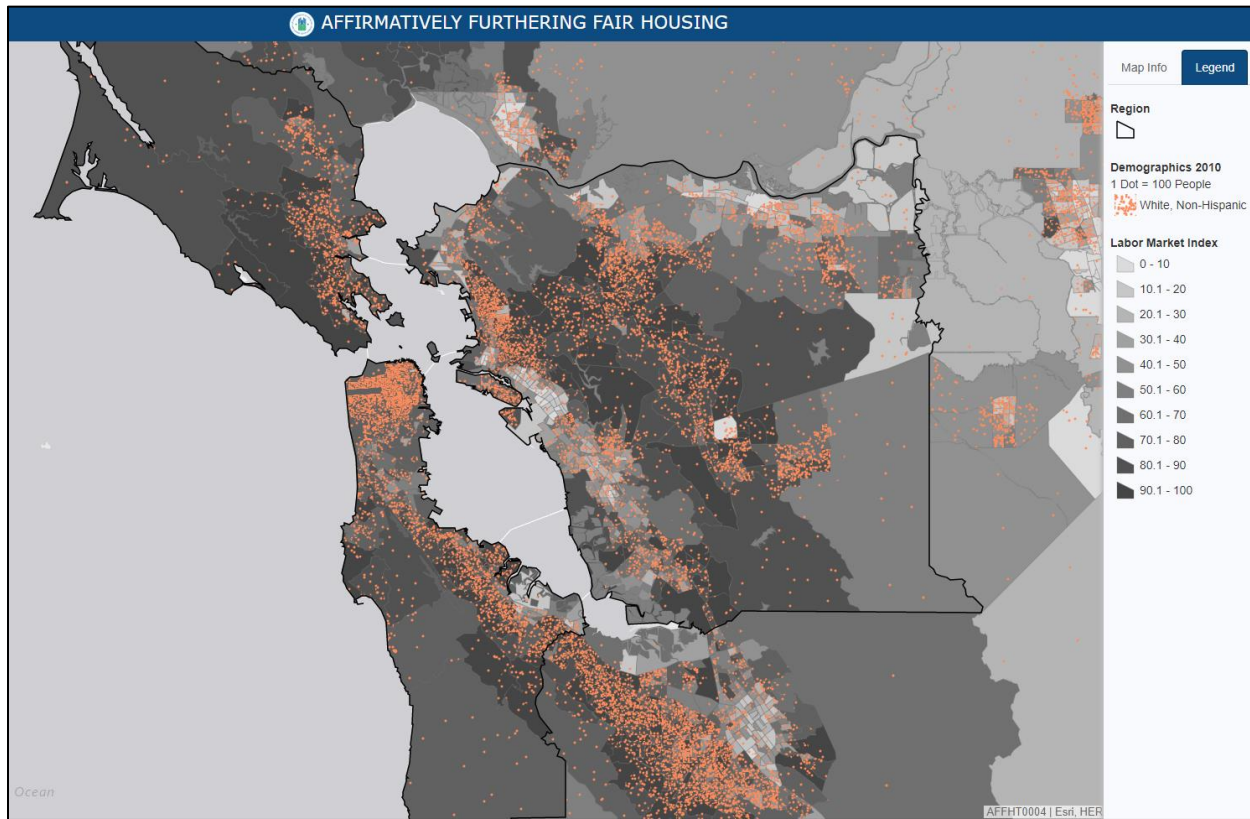 AFFIRMATIVELY FURTHERING FAIR HOUSING
Map Info
Legend
Region
Demographics 2010
1 Dot = 100 People
White, Non-Hispanic
Labor Market Index
0 - 10
10.1 - 20
20.1 - 30
30.1 - 40
40.1 - 50
50.1 - 60
60.1 - 70
70.1 - 80
80.1 - 90
90.1 - 100
Ocean
AFFHT0004 | Esri, HER